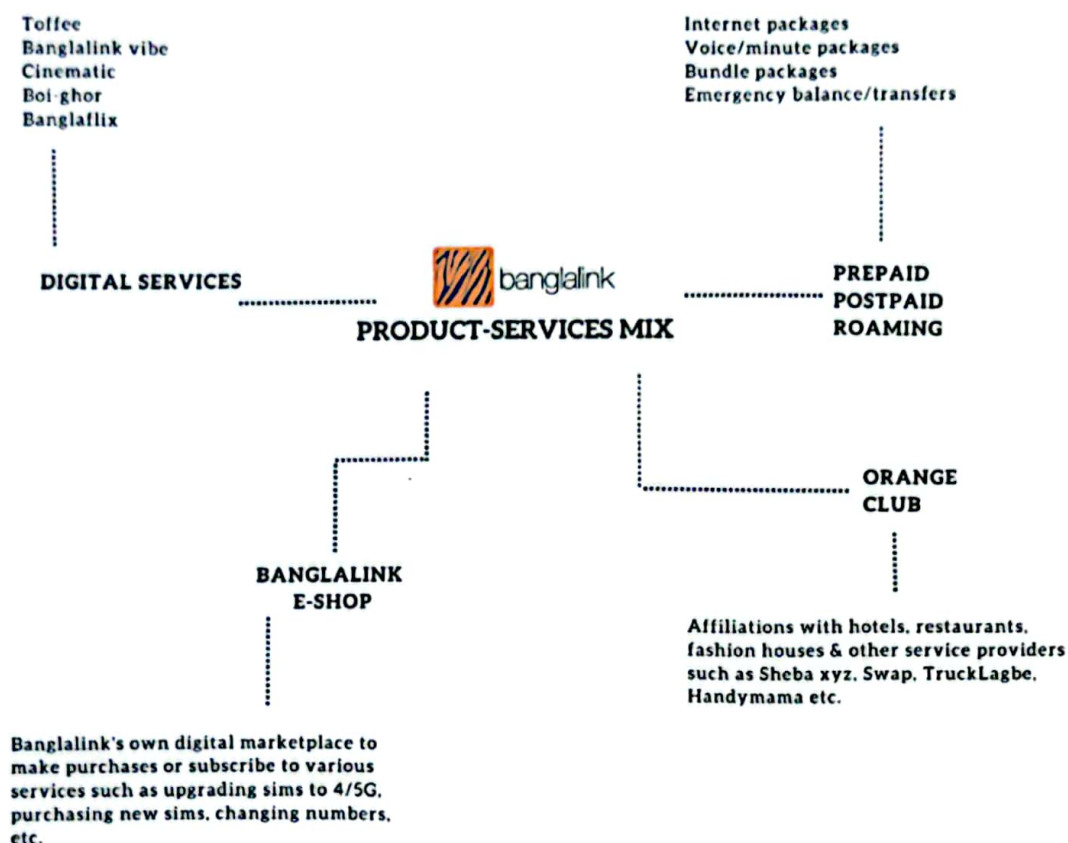 Toffee
Banglalink vibe
Cinematic
Boi-ghor
Banglaflix
Internet packages
Voice/minute packages
Bundle packages
Emergency balance/transfers
DIGITAL SERVICES
banglalink
PRODUCT-SERVICES MIX
PREPAID
POSTPAID
ROAMING
ORANGE
CLUB
BANGLALINK
E-SHOP
Affiliations with hotels, restaurants,
fashion houses & other service providers
such as Sheba xyz, Swap, TruckLagbe,
Handymama etc.
Banglalink's own digital marketplace to
make purchases or subscribe to various
services such as upgrading sims to 4/5G,
purchasing new sims, changing numbers,
etc.